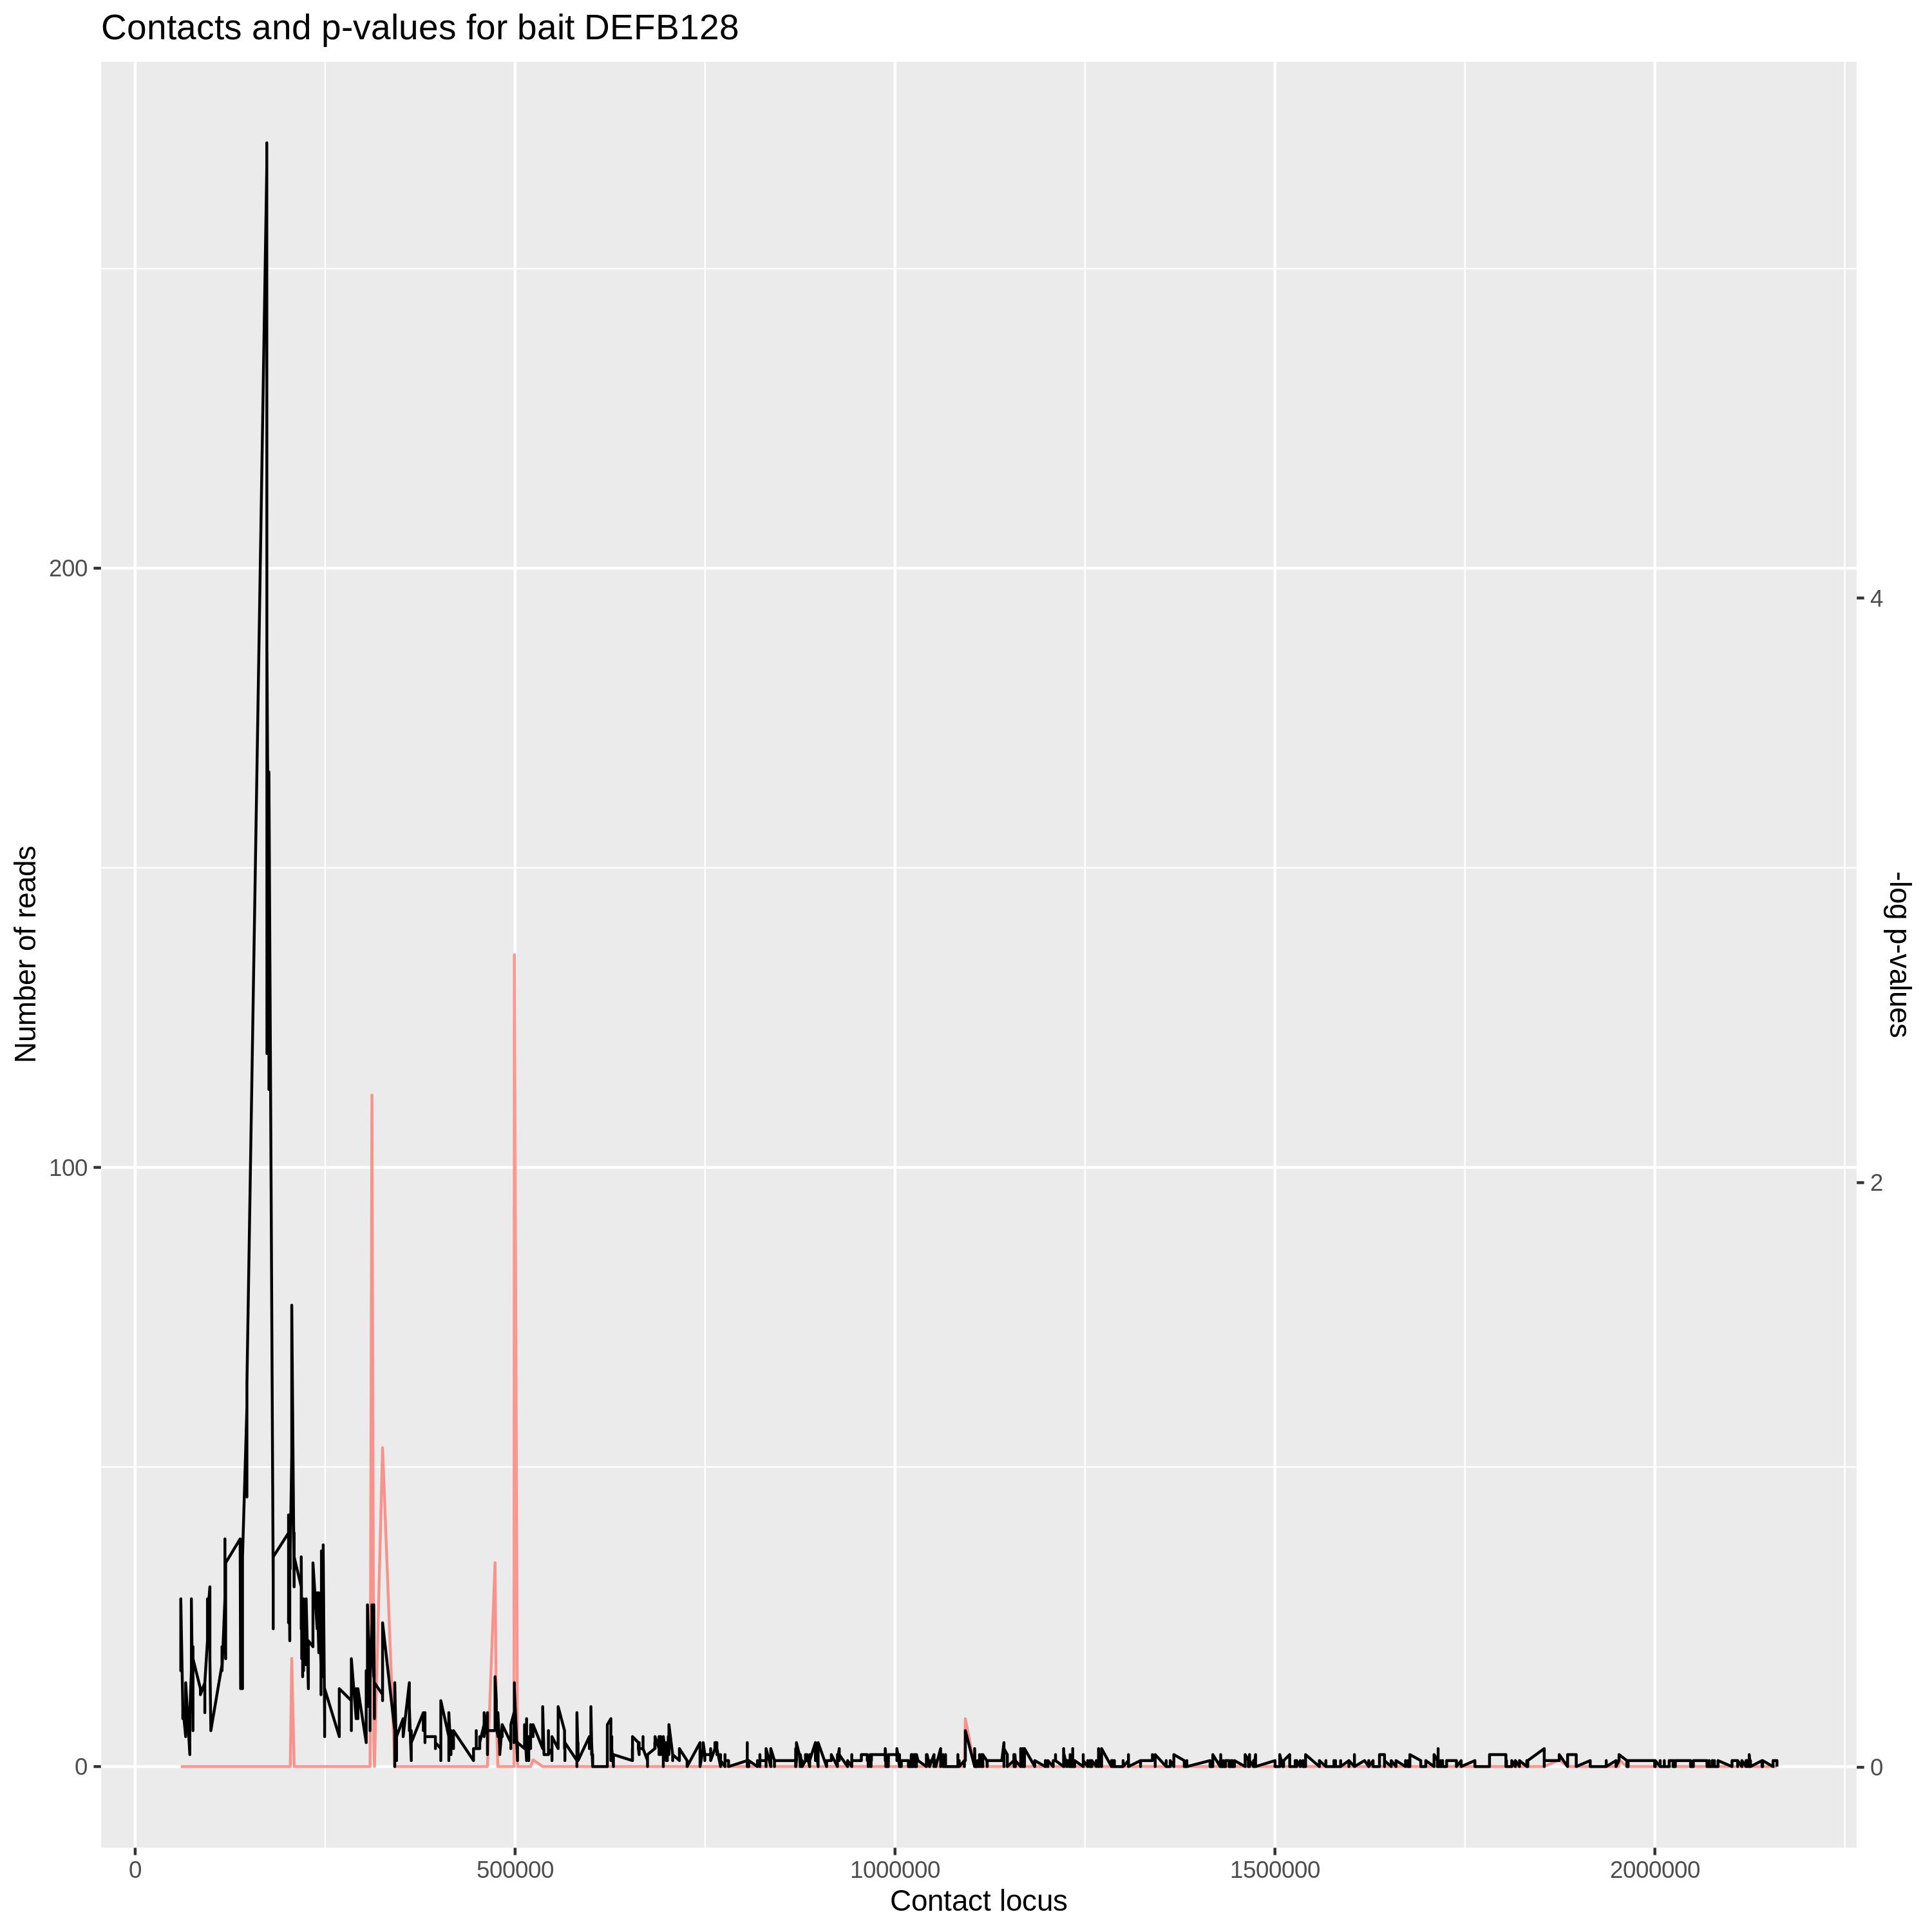 Contacts and p-values for bait DEFB128
Number of reads
200
100
0
4
2
0
-log p-values
0
500000
1000000
1500000
2000000
Contact locus